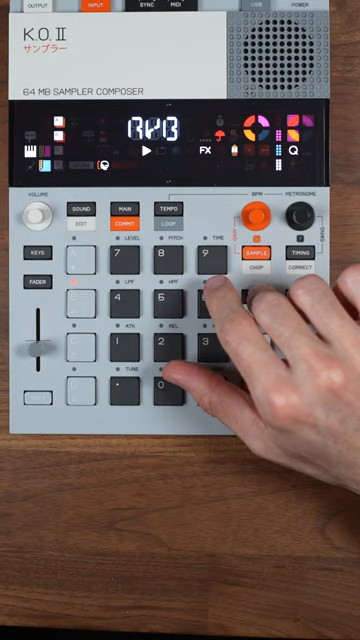 OUTPUT INPUT SYNC MIDI USB POWER
K.O. II
サンプラー
64 MB SAMPLER COMPOSER
FX Q
BPM METRONOME
VOLUME
SOUND MAIN TEMPO
EDIT COMMIT LOOP
LEVEL PITCH TIME
KEYS A 7 8 9 SAMPLE TIMING
CHOP CORRECT
LPF HPF
FADER B 4 5 6
ATK REL
C 1 2 3
TUNE
D . 0